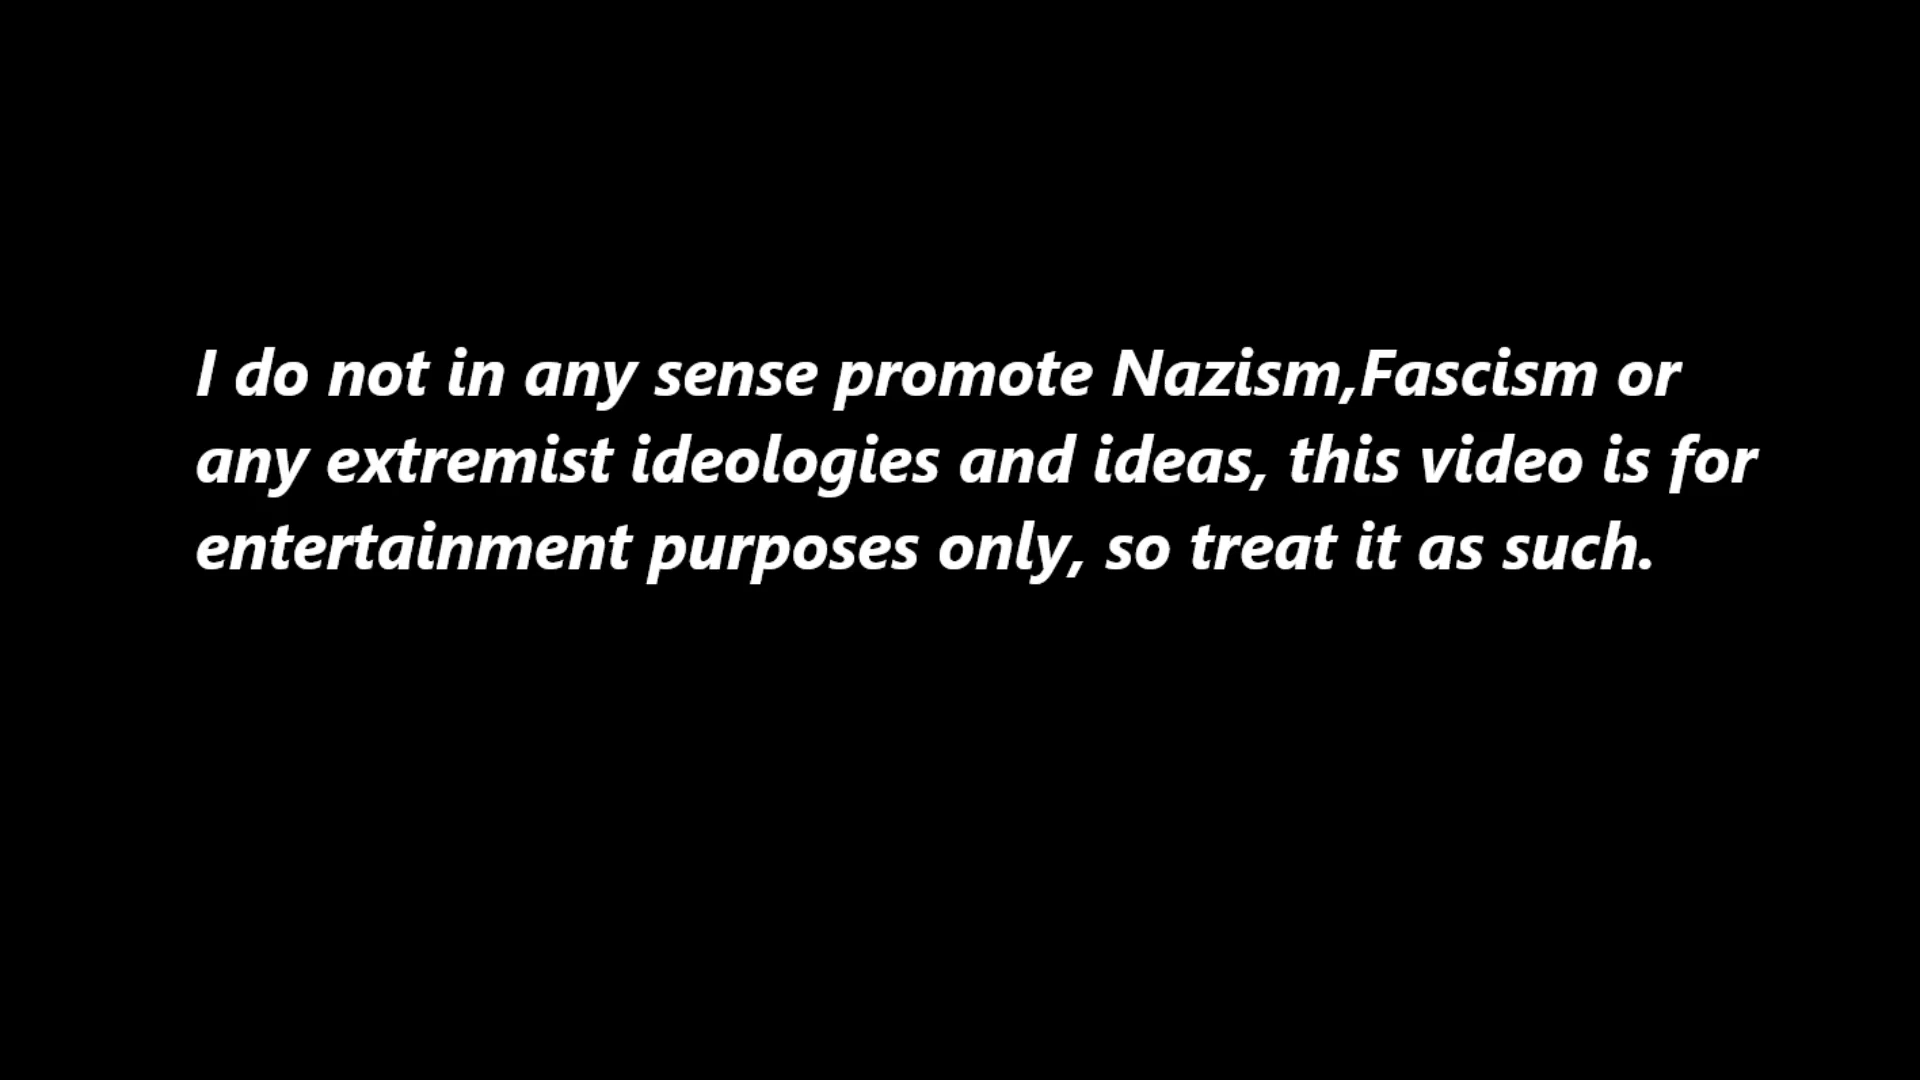 I do not in any sense promote Nazism,Fascism or
any extremist ideologies and ideas, this video is for
entertainment purposes only, so treat it as such.